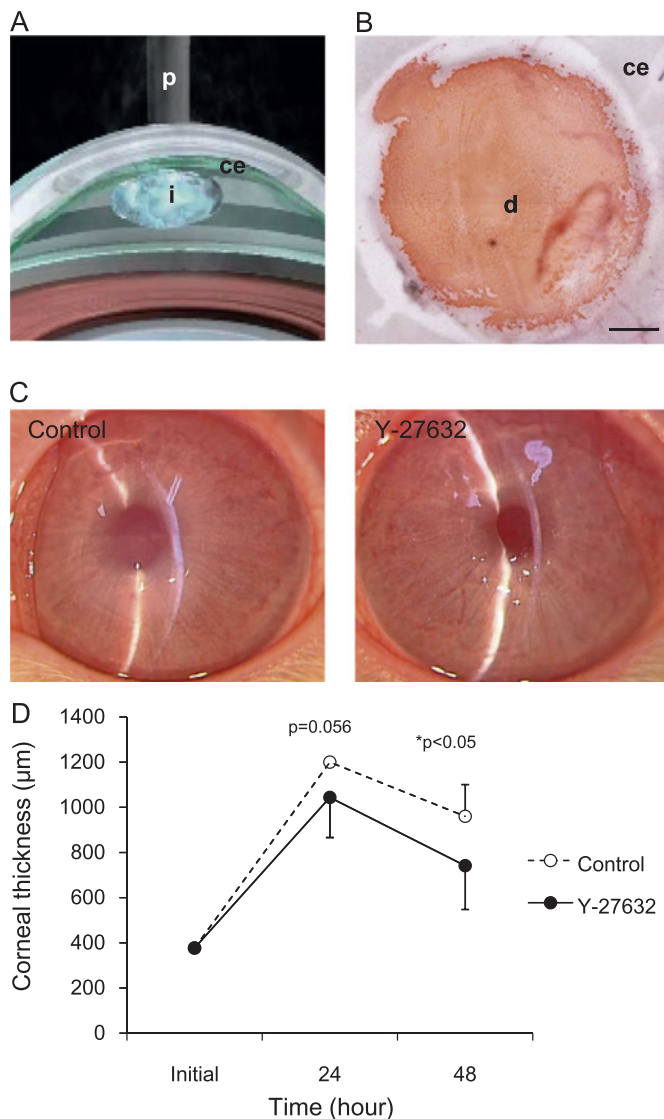 A
p
ce
i
B
ce
d
C
Control
Y-27632
D
Corneal thickness (µm)
1400
1200
1000
800
600
400
200
0
p=0.056
*p<0.05
Control
Y-27632
Initial
24
48
Time (hour)